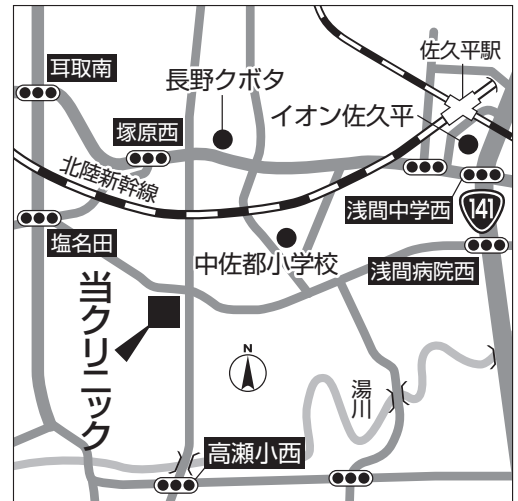 佐久平駅
耳取南
長野クボタ
イオン佐久平
塚原西
北陸新幹線
浅間中学西
141
塩名田
中佐都小学校
浅間病院西
当クリニック
N
湯川
高瀬小西